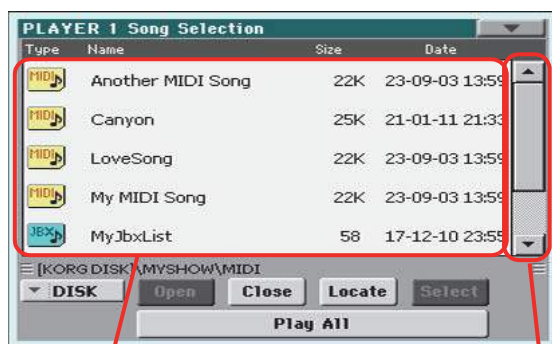 PLAYER 1 Song Selection
Type Name Size Date
MIDI Another MIDI Song 22K 23-09-03 13:59
MIDI Canyon 25K 21-01-11 21:33
MIDI LoveSong 22K 23-09-03 13:59
MIDI My MIDI Song 22K 23-09-03 13:59
JBX MyJbxList 58 17-12-10 23:55
[KORG DISK]\MYSHOW\MIDI
DISK Open Close Locate Select
Play All